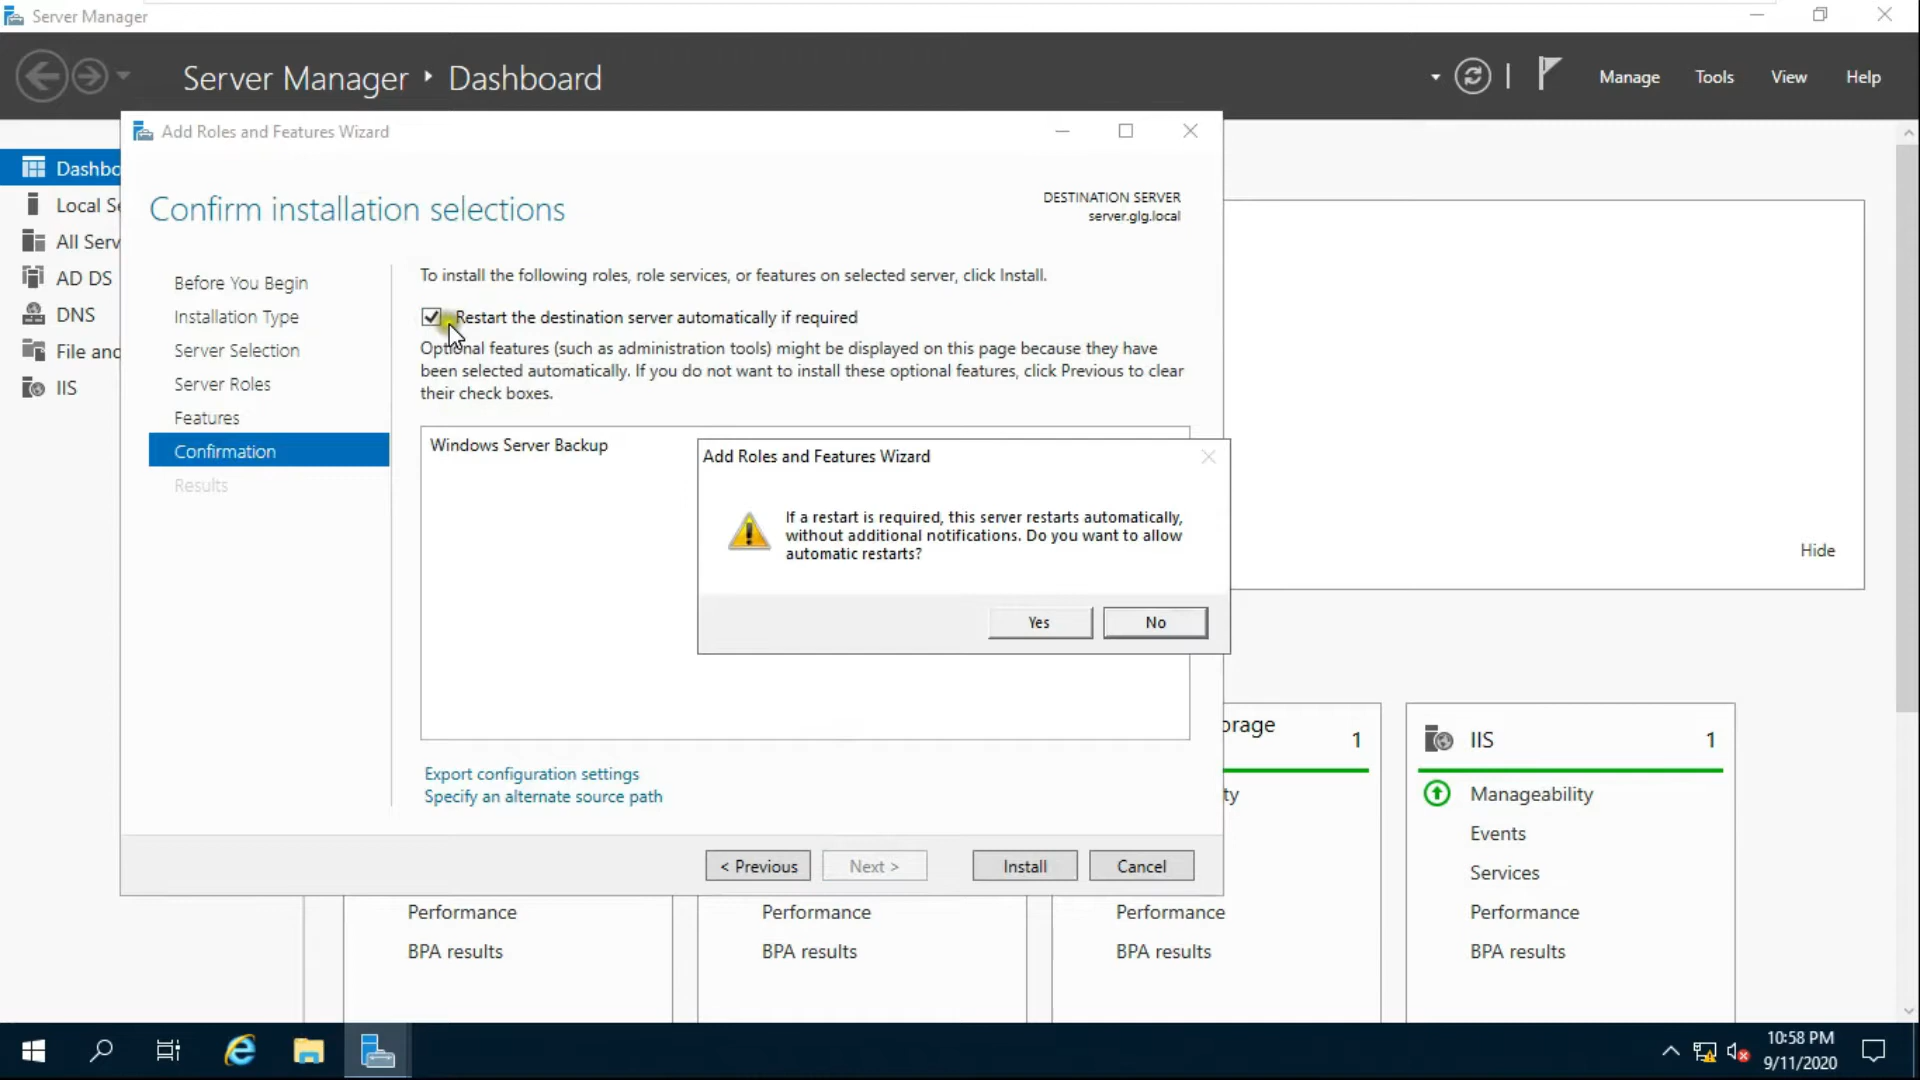 Server Manager
Server Manager ‣ Dashboard
Manage Tools View Help
Add Roles and Features Wizard
Dashbo
Local Se
All Serv
AD DS
DNS
File and
IIS
Confirm installation selections
DESTINATION SERVER
server.glg.local
Before You Begin
Installation Type
Server Selection
Server Roles
Features
Confirmation
Results
To install the following roles, role services, or features on selected server, click Install.
Restart the destination server automatically if required
Optional features (such as administration tools) might be displayed on this page because they have
been selected automatically. If you do not want to install these optional features, click Previous to clear
their check boxes.
Windows Server Backup
Add Roles and Features Wizard
If a restart is required, this server restarts automatically,
without additional notifications. Do you want to allow
automatic restarts?
Yes No
Export configuration settings
Specify an alternate source path
< Previous Next > Install Cancel
Hide
orage 1
ty
IIS 1
Manageability
Events
Services
Performance
BPA results
Performance
BPA results
Performance
BPA results
Performance
BPA results
10:58 PM
9/11/2020